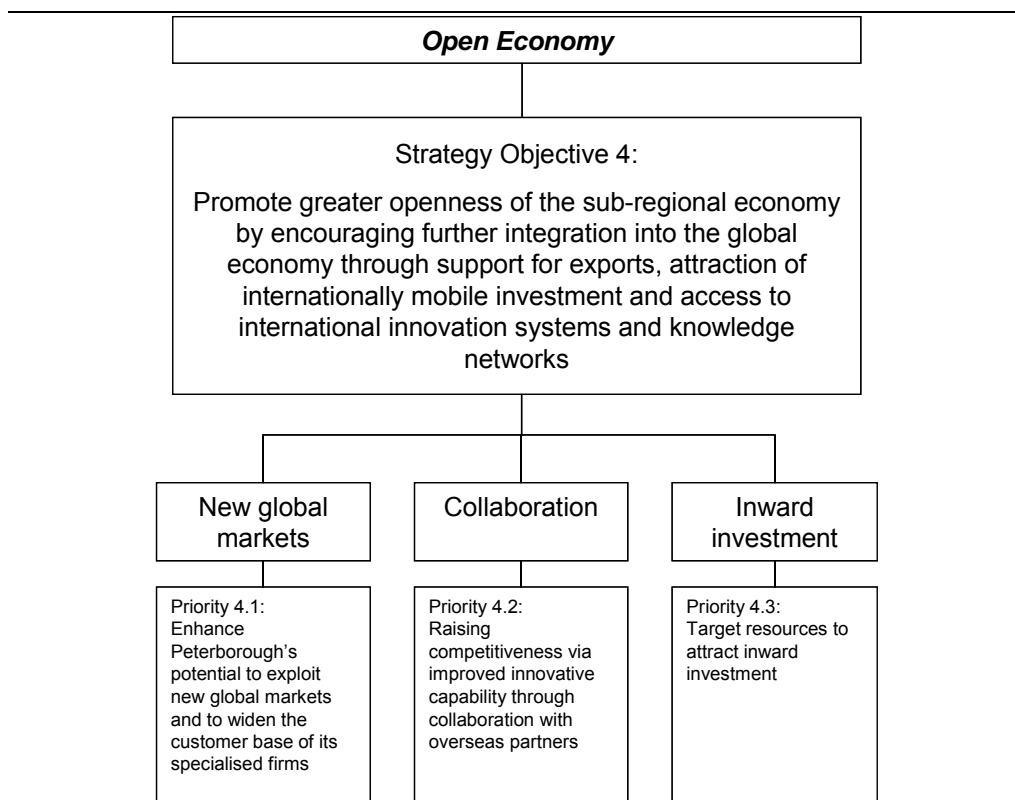 Open Economy
Strategy Objective 4:
Promote greater openness of the sub-regional economy
by encouraging further integration into the global
economy through support for exports, attraction of
internationally mobile investment and access to
international innovation systems and knowledge
networks
New global
markets
Collaboration
Inward
investment
Priority 4.1:
Enhance
Peterborough's
potential to exploit
new global markets
and to widen the
customer base of its
specialised firms
Priority 4.2:
Raising
competitiveness via
improved innovative
capability through
collaboration with
overseas partners
Priority 4.3:
Target resources to
attract inward
investment